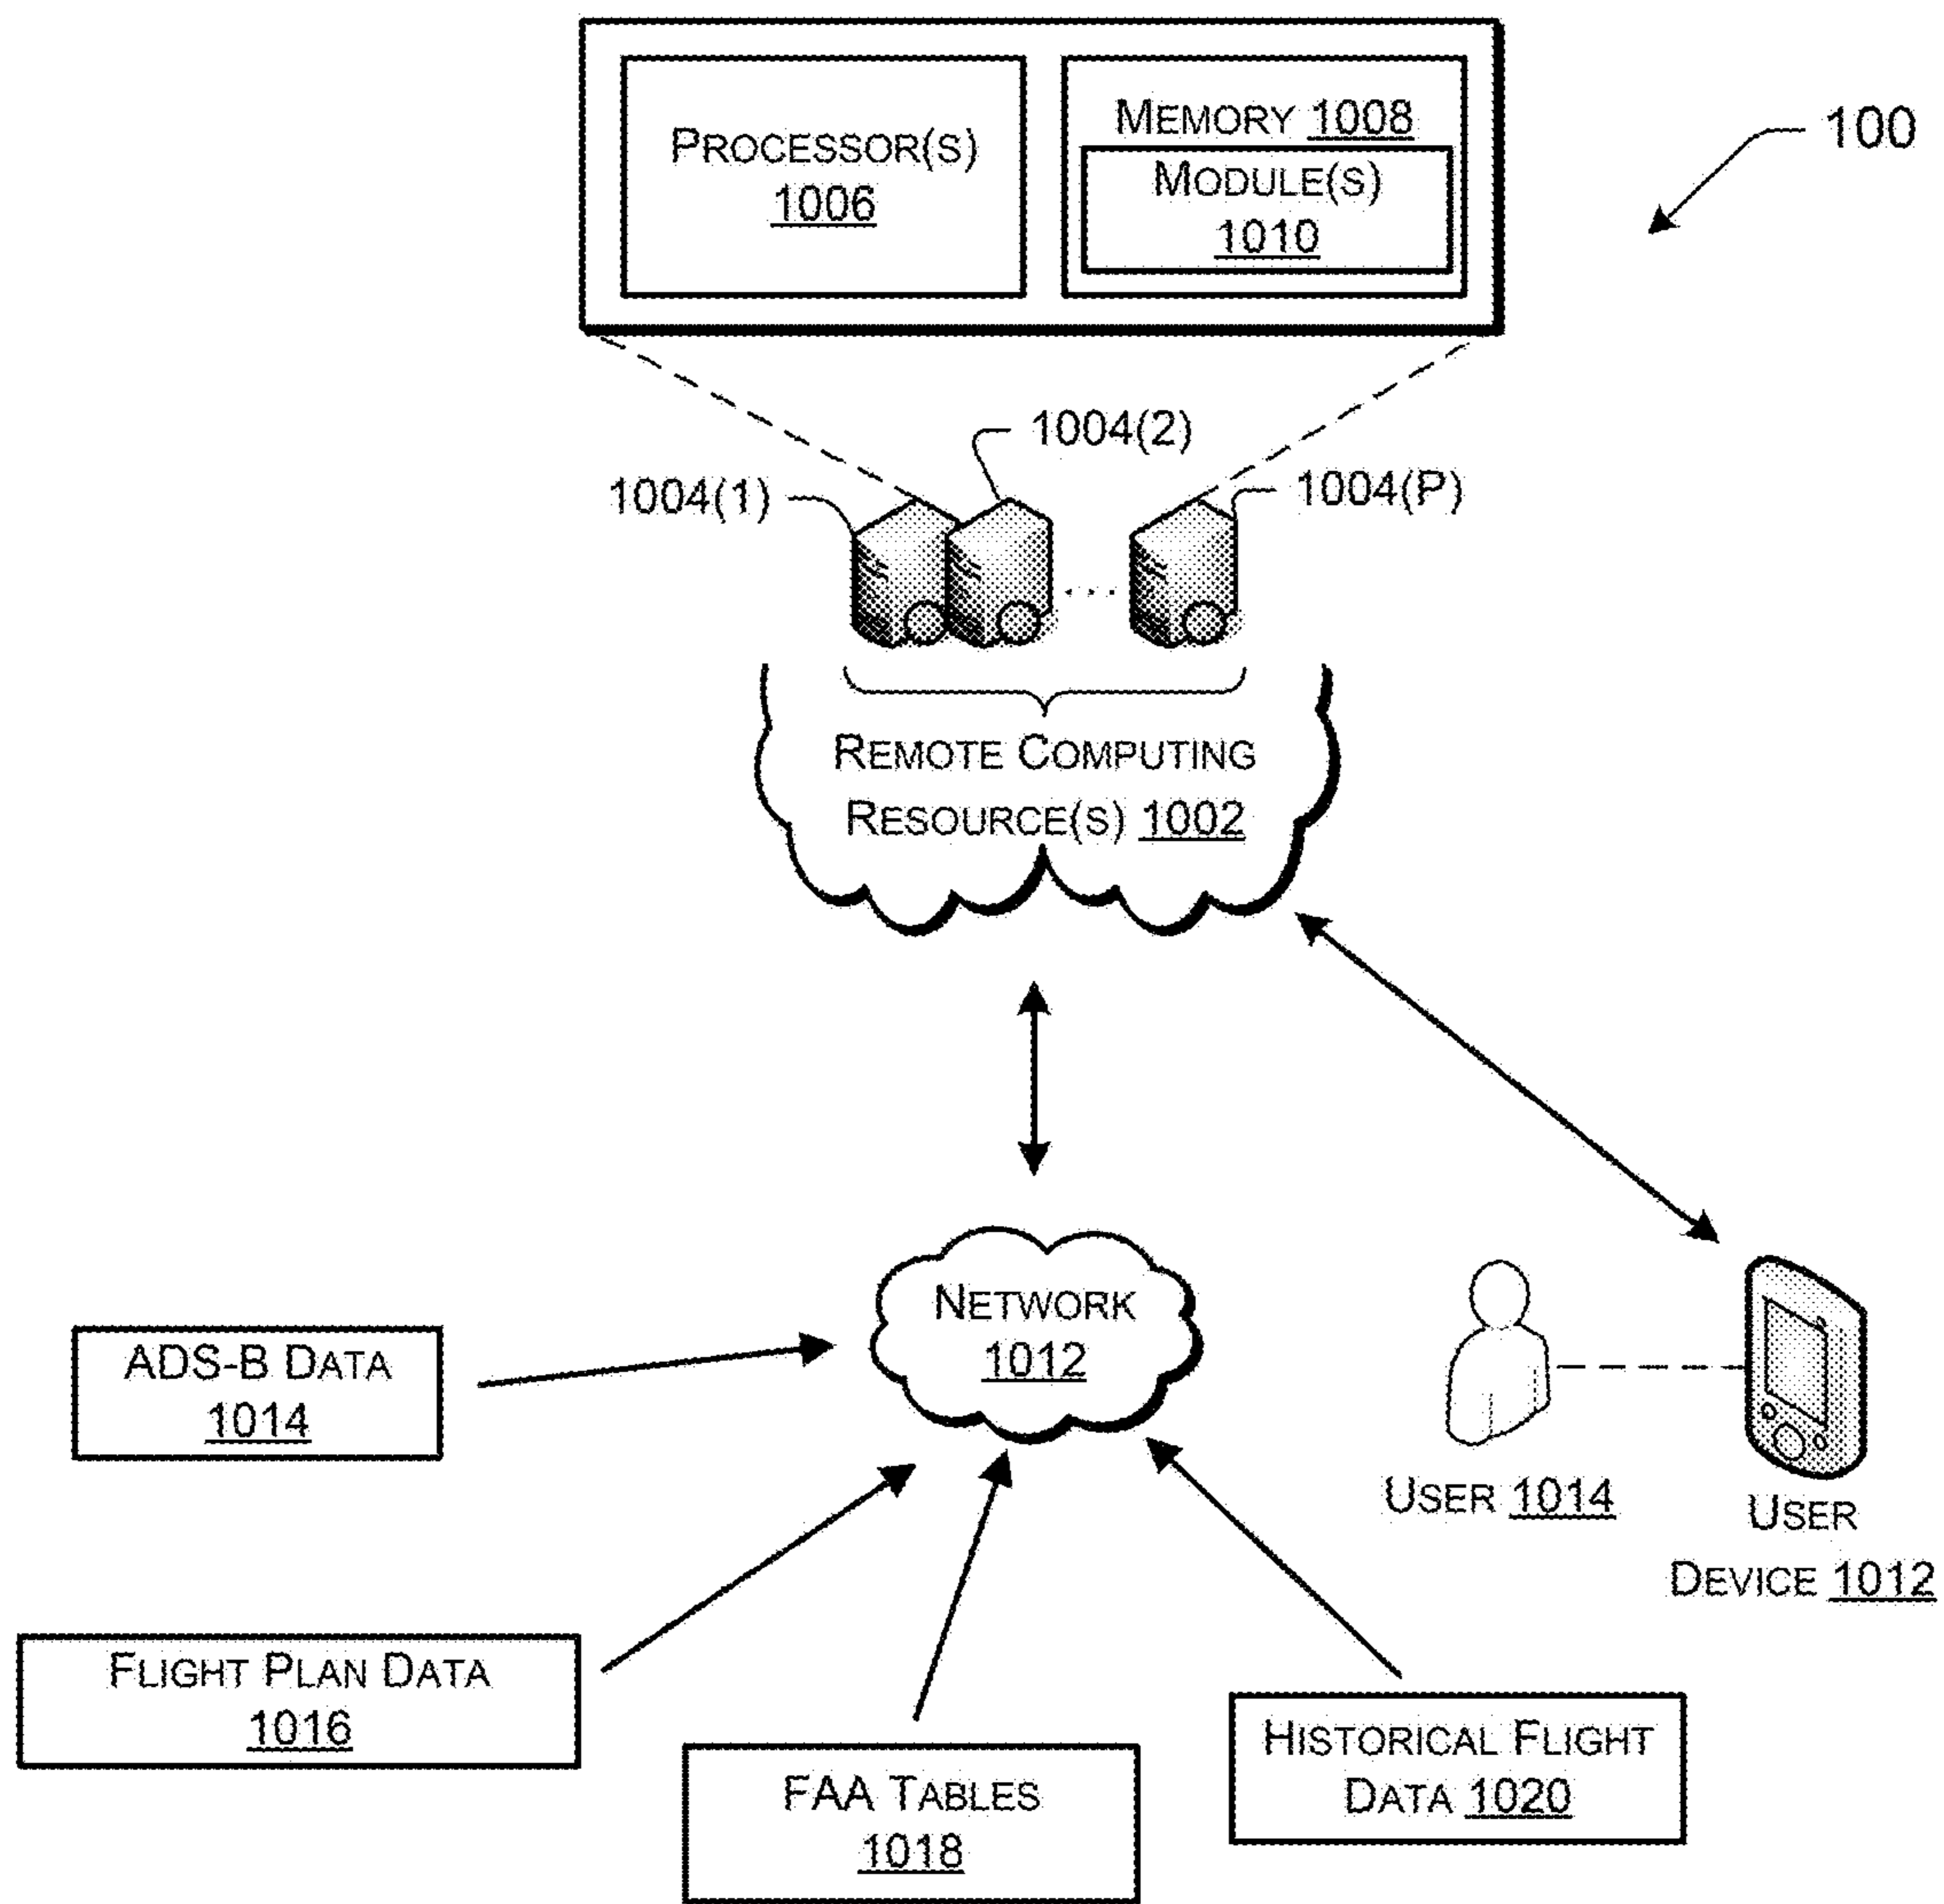 PROCESSOR(S)
1006
MEMORY 1008
MODULE(S)
1010
100
1004(1)
1004(2)
1004(P)
...
REMOTE COMPUTING
RESOURCE(S) 1002
NETWORK
1012
ADS-B DATA
1014
USER 1014
USER
DEVICE 1012
FLIGHT PLAN DATA
1016
FAA TABLES
1018
HISTORICAL FLIGHT
DATA 1020